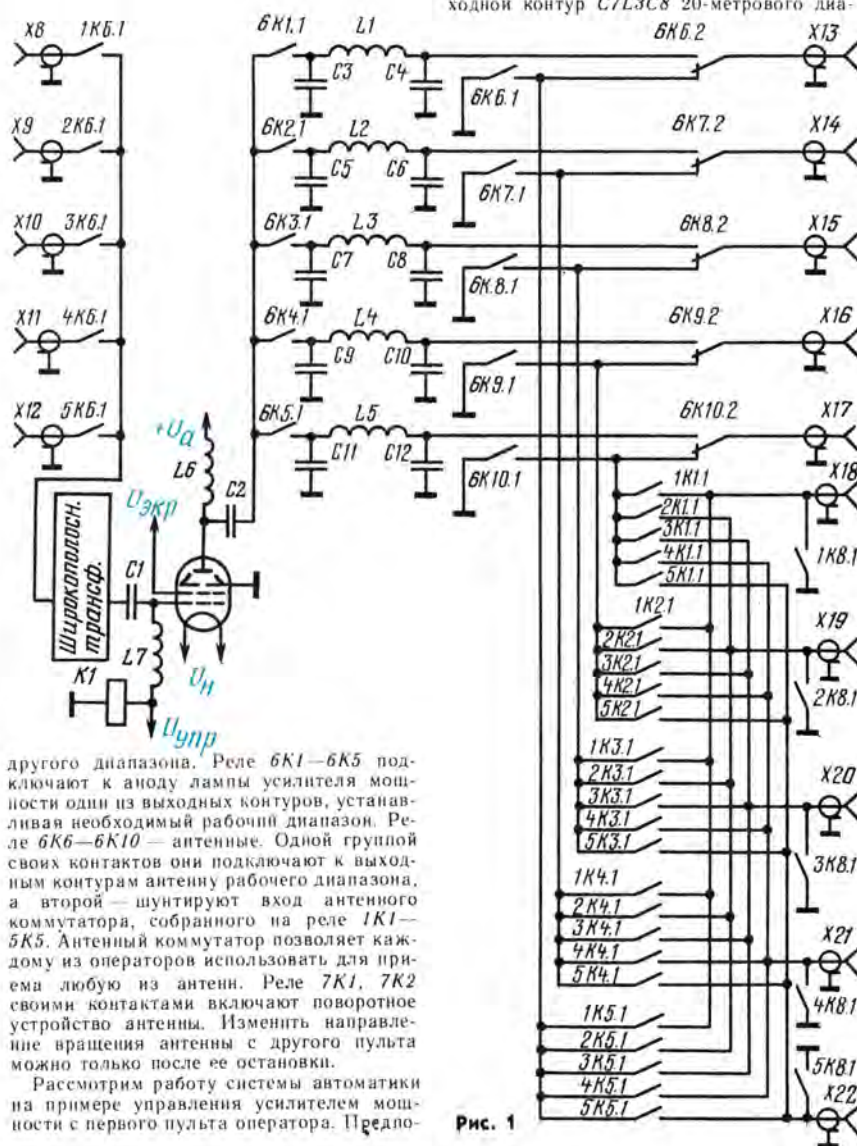 ходной контур C7L3C8 20-метрового диа-
X8 1К6.1
X9 2К6.1
X10 3К6.1
X11 4К6.1
X12 5К6.1
Широкополосн.
трансф.
C1
L7
K1
Uупр
Uн
Uэкр
+Uа
L6
C2
6К1.1 L1
C3 C4
6К2.1 L2
C5 C6
6К3.1 L3
C7 C8
6К4.1 L4
C9 C10
6К5.1 L5
C11 C12
6К6.1
6К7.1
6К.8.1
6К9.1
6К10.1
6К6.2 X13
6К7.2 X14
6К8.2 X15
6К9.2 X16
6К10.2 X17
1К1.1
2К1.1
3К1.1
4К1.1
5К1.1
X18
1К8.1
1К2.1
2К2.1
3К2.1
4К2.1
5К2.1
X19
2К8.1
1К3.1
2К3.1
3К3.1
4К3.1
5К3.1
X20
3К8.1
1К4.1
2К4.1
3К4.1
4К4.1
5К4.1
X21
4К8.1
1К5.1
2К5.1
3К5.1
4К5.1
5К5.1
5К8.1
X22
другого диапазона. Реле 6К1—6К5 под-
ключают к аноду лампы усилителя мощ-
ности один из выходных контуров, устанав-
ливая необходимый рабочий диапазон. Ре-
ле 6К6—6К10 — антенные. Одной группой
своих контактов они подключают к выход-
ным контурам антенну рабочего диапазона,
а второй — шунтируют вход антенного
коммутатора, собранного на реле 1К1—
5К5. Антенный коммутатор позволяет каж-
дому из операторов использовать для при-
ема любую из антенн. Реле 7К1, 7К2
своими контактами включают поворотное
устройство антенны. Изменить направле-
ние вращения антенны с другого пульта
можно только после ее остановки.
Рассмотрим работу системы автоматики
на примере управления усилителем мощ-
ности с первого пульта оператора. Предпо-
Рис. 1